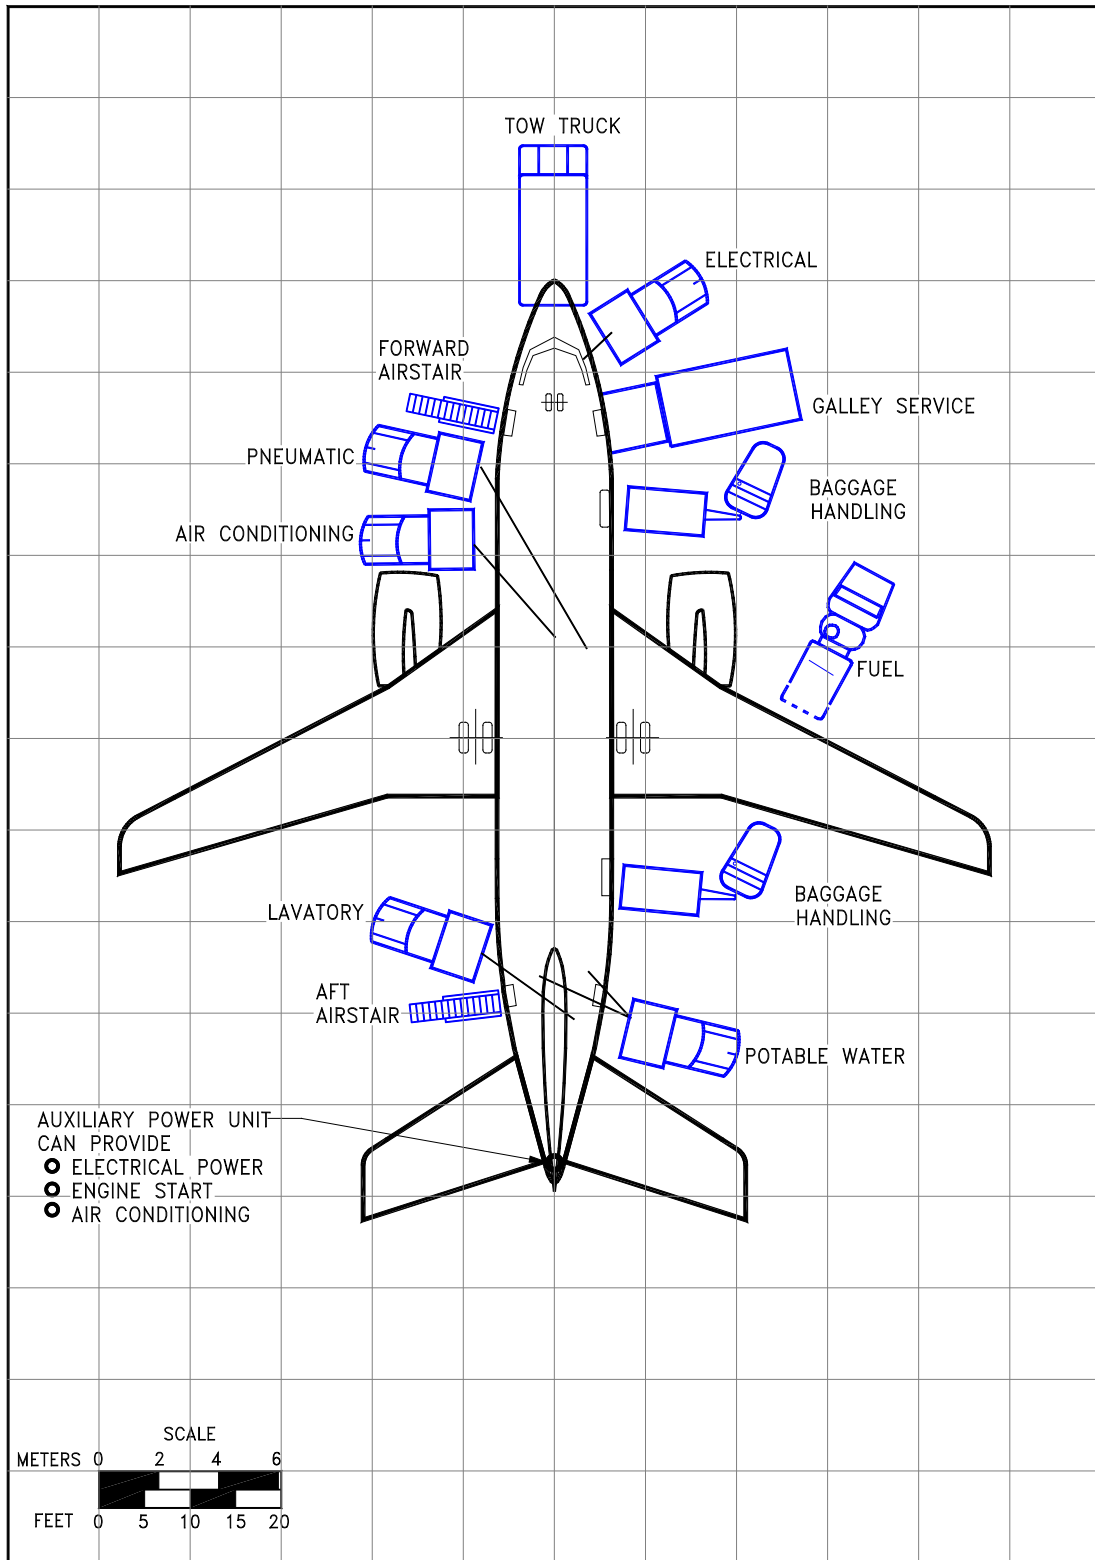 TOW TRUCK
ELECTRICAL
FORWARD
AIRSTAIR
GALLEY SERVICE
PNEUMATIC
BAGGAGE
HANDLING
AIR CONDITIONING
FUEL
BAGGAGE
HANDLING
LAVATORY
AFT
AIRSTAIR
POTABLE WATER
AUXILIARY POWER UNIT
CAN PROVIDE
ELECTRICAL POWER
ENGINE START
AIR CONDITIONING
SCALE
METERS 0 2 4 6
FEET 0 5 10 15 20